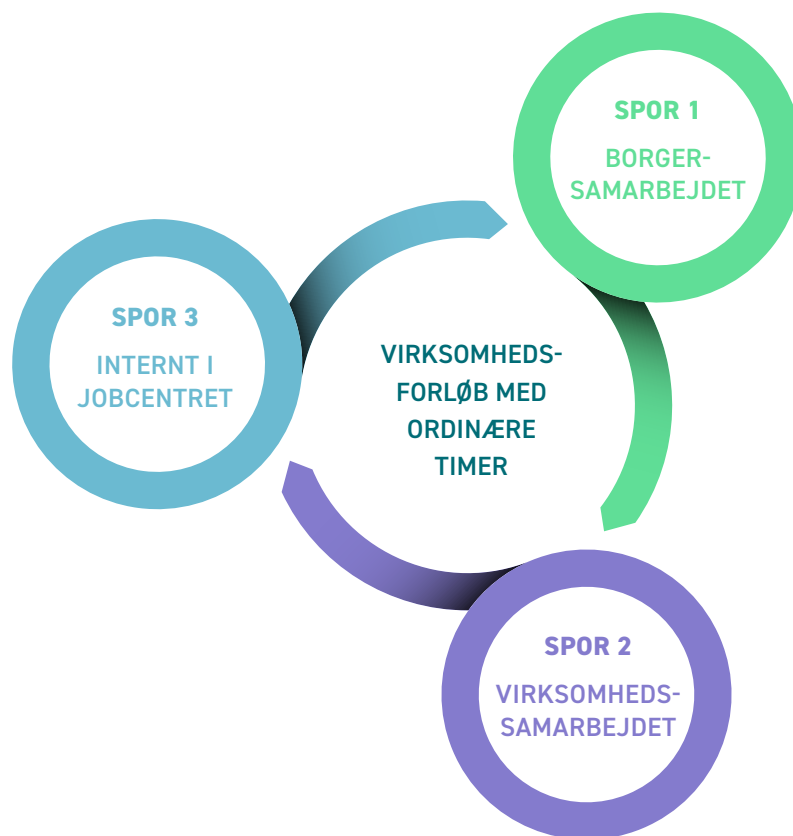 SPOR 1
BORGER-
SAMARBEJDET
SPOR 3
INTERNT I
JOBCENTRET
VIRKSOMHEDS-
FORLØB MED
ORDINÆRE
TIMER
SPOR 2
VIRKSOMHEDS-
SAMARBEJDET